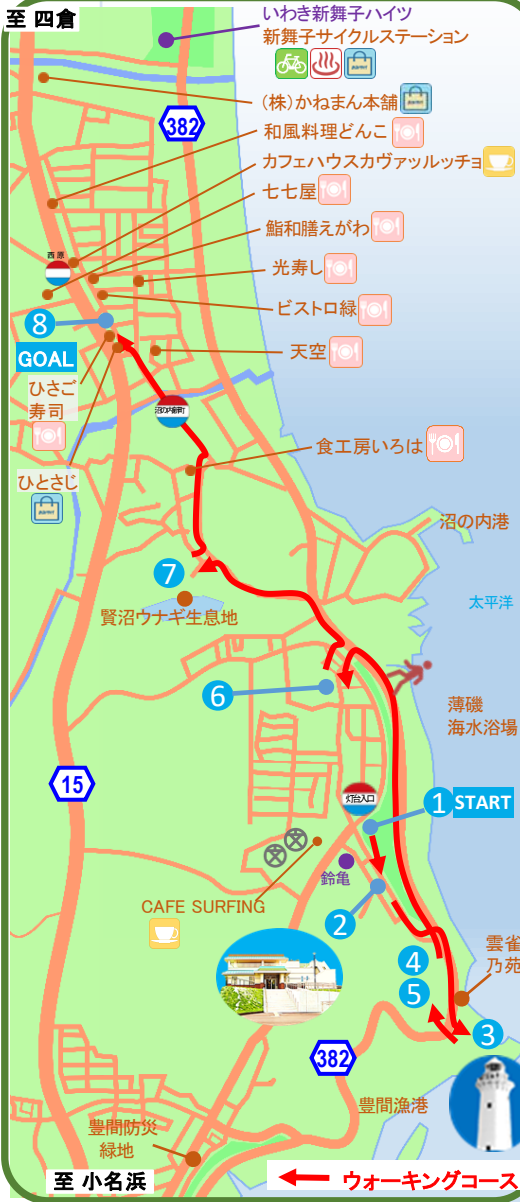 至 四倉
いわき新舞子ハイツ
新舞子サイクルステーション
(株)かねまん本舗
382
和風料理どんこ
カフェハウスカヴァッルッチョ
七七屋
鮨和膳えがわ
西原
光寿し
ビストロ緑
8
GOAL
天空
ひさご
寿司
沼の内新町
食工房いろは
ひとさじ
沼の内港
7
太平洋
賢沼ウナギ生息地
6
薄磯
海水浴場
15
灯台入口
1 START
鈴亀
CAFE SURFING
2
雲雀
乃苑
4
5
3
382
豊間漁港
豊間防災
緑地
至 小名浜
ウォーキングコース